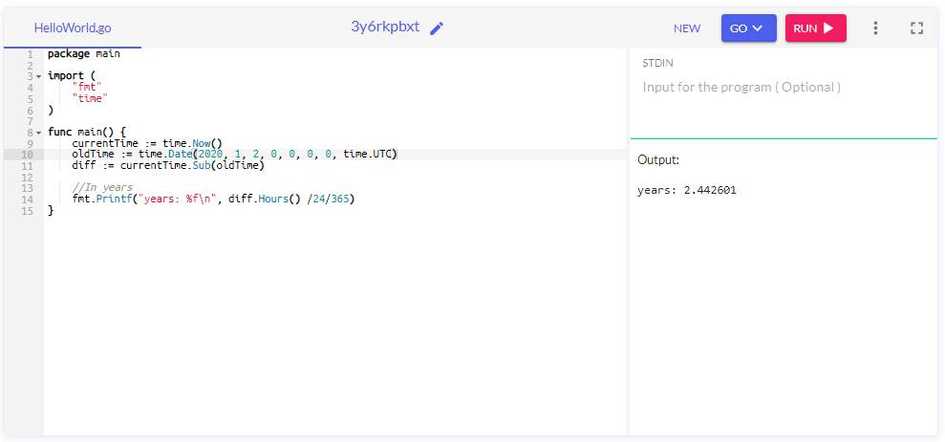 HelloWorld.go
3y6rkpbxt
NEW
GO
RUN
1 package main
2
3 import (
4 "fmt"
5 "time"
6 )
7
8 func main() {
9 currentTime := time.Now()
10 oldTime := time.Date(2020, 1, 2, 0, 0, 0, 0, time.UTC)
11 diff := currentTime.Sub(oldTime)
12
13 //In years
14 fmt.Printf("years: %f\n", diff.Hours() /24/365)
15 }
STDIN
Input for the program ( Optional )
Output:
years: 2.442601